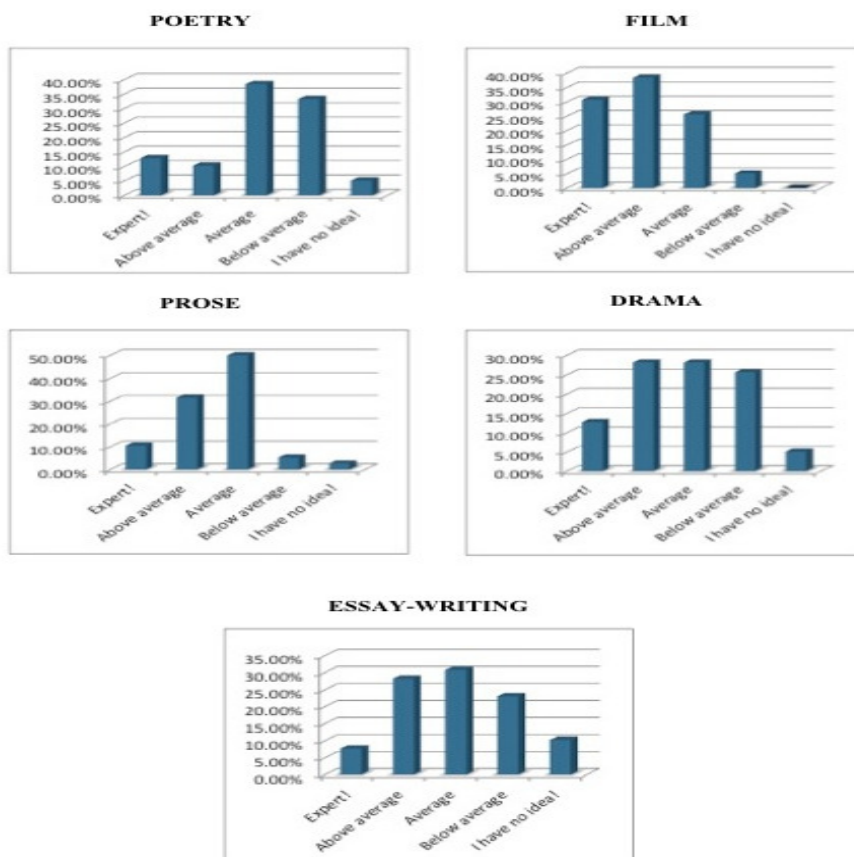 POETRY
40.00%
35.00%
30.00%
25.00%
20.00%
15.00%
10.00%
5.00%
0.00%
Expert!
Above average
Average
Below average
I have no idea!
FILM
40.00%
35.00%
30.00%
25.00%
20.00%
15.00%
10.00%
5.00%
0.00%
Expert!
Above average
Average
Below average
I have no idea!
PROSE
50.00%
40.00%
30.00%
20.00%
10.00%
0.00%
Expert!
Above average
Average
Below average
I have no idea!
DRAMA
30.00%
25.00%
20.00%
15.00%
10.00%
5.00%
0.00%
Expert!
Above average
Average
Below average
I have no idea!
ESSAY-WRITING
35.00%
30.00%
25.00%
20.00%
15.00%
10.00%
5.00%
0.00%
Expert!
Above average
Average
Below average
I have no idea!